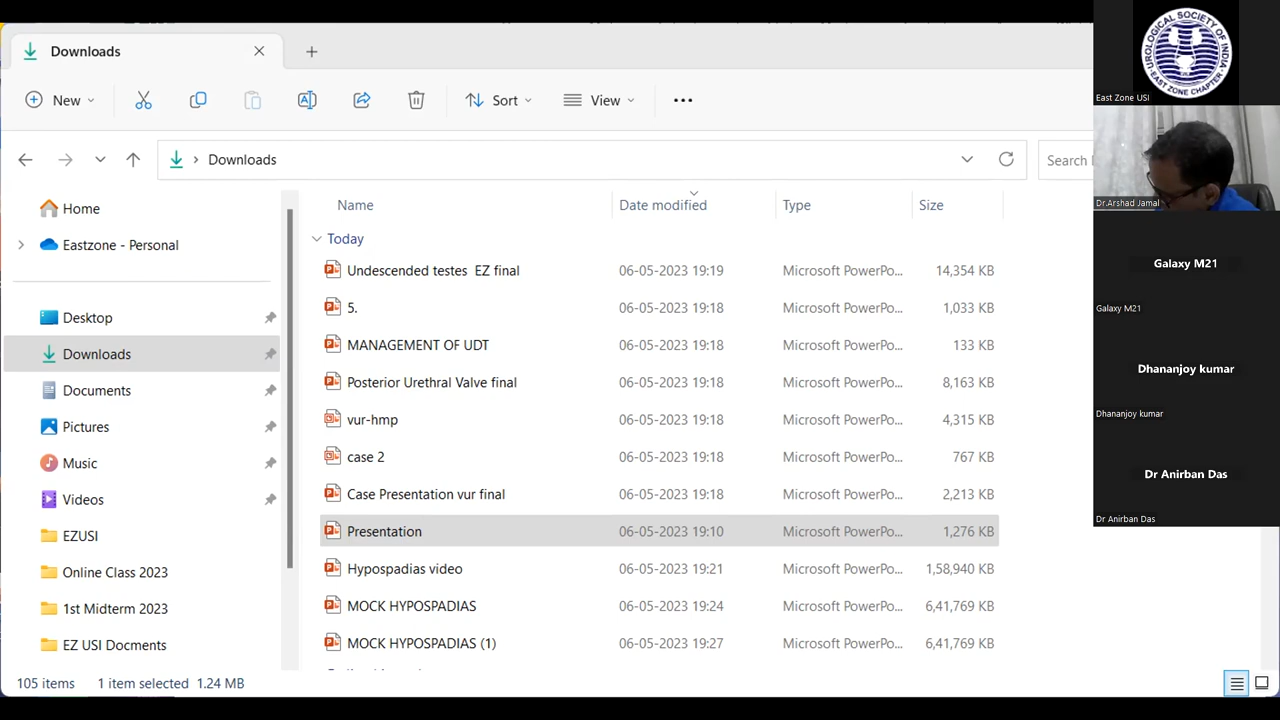 Downloads
New
Sort
View
Downloads
Search
Home
Eastzone - Personal
Desktop
Downloads
Documents
Pictures
Music
Videos
EZUSI
Online Class 2023
1st Midterm 2023
EZ USI Docments
Name Date modified Type Size
Today
Undescended testes EZ final 06-05-2023 19:19 Microsoft PowerPo... 14,354 KB
5. 06-05-2023 19:18 Microsoft PowerPo... 1,033 KB
MANAGEMENT OF UDT 06-05-2023 19:18 Microsoft PowerPo... 133 KB
Posterior Urethral Valve final 06-05-2023 19:18 Microsoft PowerPo... 8,163 KB
vur-hmp 06-05-2023 19:18 Microsoft PowerPo... 4,315 KB
case 2 06-05-2023 19:18 Microsoft PowerPo... 767 KB
Case Presentation vur final 06-05-2023 19:18 Microsoft PowerPo... 2,213 KB
Presentation 06-05-2023 19:10 Microsoft PowerPo... 1,276 KB
Hypospadias video 06-05-2023 19:21 Microsoft PowerPo... 1,58,940 KB
MOCK HYPOSPADIAS 06-05-2023 19:24 Microsoft PowerPo... 6,41,769 KB
MOCK HYPOSPADIAS (1) 06-05-2023 19:27 Microsoft PowerPo... 6,41,769 KB
105 items 1 item selected 1.24 MB
UROLOGICAL SOCIETY OF INDIA
EAST ZONE CHAPTER
East Zone USI
Dr.Arshad Jamal
Galaxy M21
Galaxy M21
Dhananjoy kumar
Dhananjoy kumar
Dr Anirban Das
Dr Anirban Das